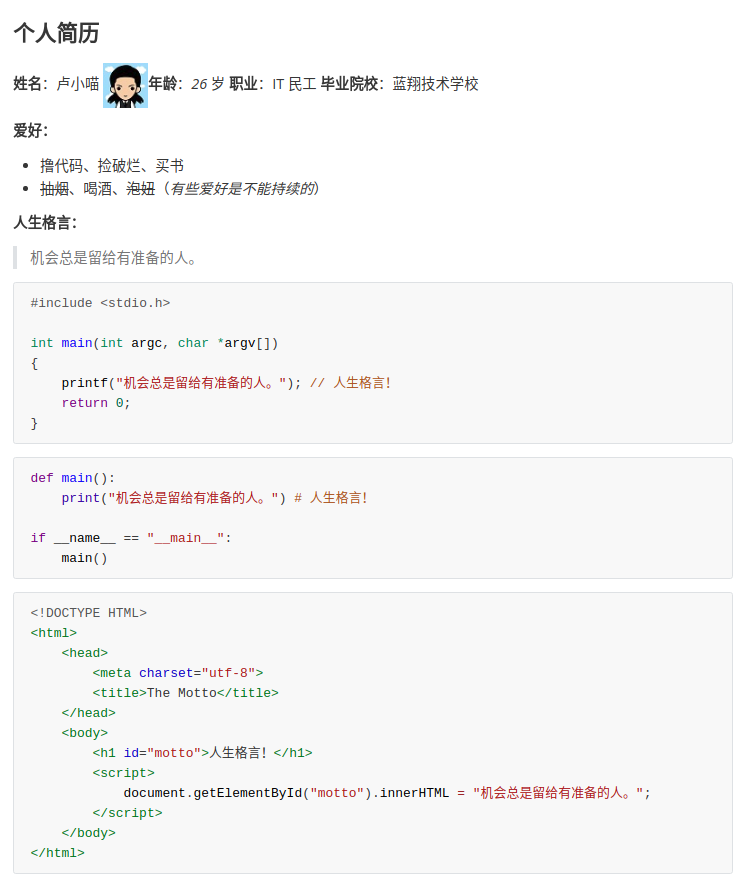 个人简历
姓名：卢小喵 年龄：26 岁 职业：IT 民工 毕业院校：蓝翔技术学校
爱好：
撸代码、捡破烂、买书
抽烟、喝酒、泡妞（有些爱好是不能持续的）
人生格言：
机会总是留给有准备的人。
#include <stdio.h>
int main(int argc, char *argv[])
{
    printf("机会总是留给有准备的人。"); // 人生格言！
    return 0;
}
def main():
    print("机会总是留给有准备的人。") # 人生格言！
if __name__ == "__main__":
    main()
<!DOCTYPE HTML>
<html>
    <head>
        <meta charset="utf-8">
        <title>The Motto</title>
    </head>
    <body>
        <h1 id="motto">人生格言！</h1>
        <script>
            document.getElementById("motto").innerHTML = "机会总是留给有准备的人。";
        </script>
    </body>
</html>